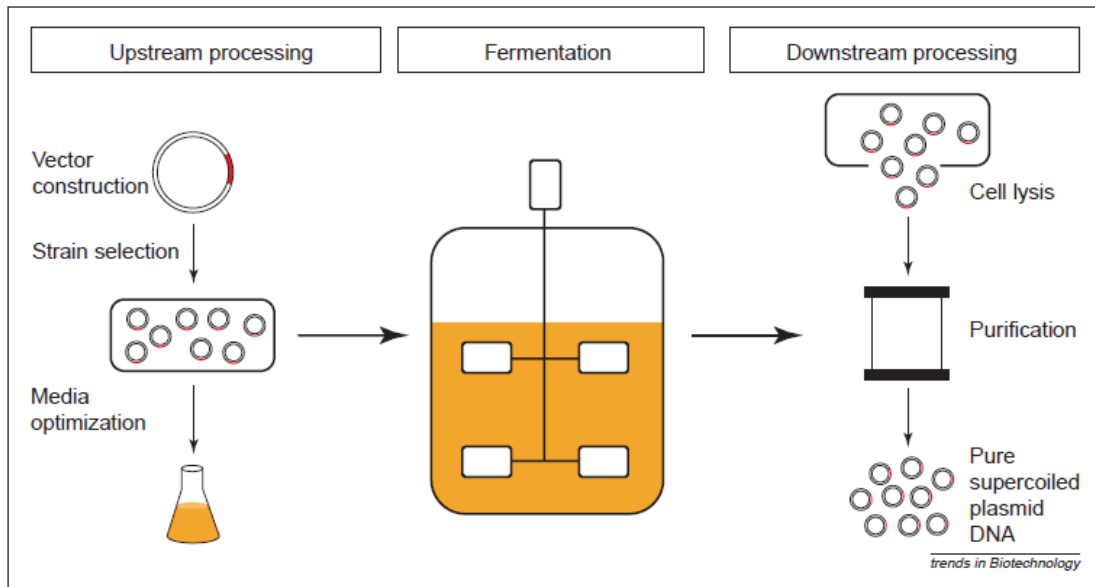 Upstream processing
Fermentation
Downstream processing
Vector
construction
Strain selection
Media
optimization
Cell lysis
Purification
Pure
supercoiled
plasmid
DNA
trends in Biotechnology